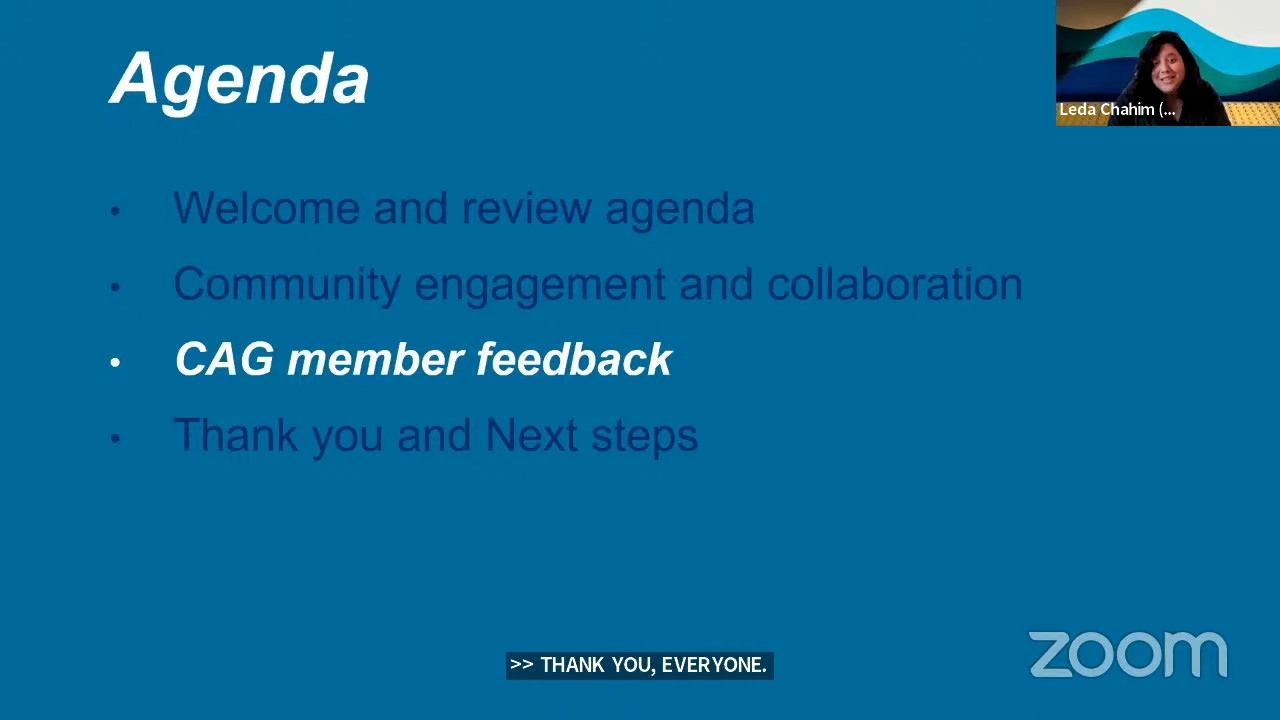 Agenda
Leda Chahim (...
• Welcome and review agenda
• Community engagement and collaboration
• CAG member feedback
• Thank you and Next steps
>> THANK YOU, EVERYONE.
zoom